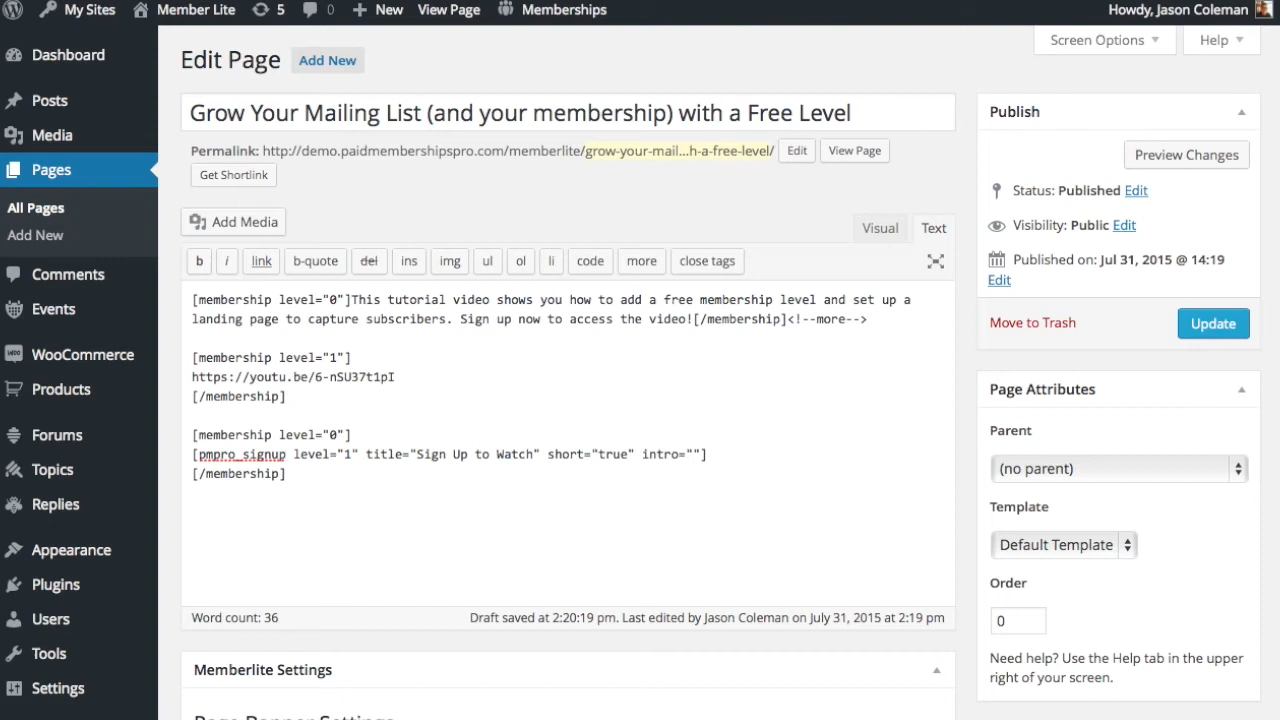 My Sites Member Lite 5 0 New View Page Memberships Howdy, Jason Coleman
Dashboard
Posts
Media
Pages
All Pages
Add New
Comments
Events
WooCommerce
Products
Forums
Topics
Replies
Appearance
Plugins
Users
Tools
Settings
Screen Options Help
Edit Page Add New
Grow Your Mailing List (and your membership) with a Free Level
Permalink: http://demo.paidmembershipspro.com/memberlite/grow-your-mail...h-a-free-level/ Edit View Page
Get Shortlink
Add Media
Visual Text
b i link b-quote del ins img ul ol li code more close tags
[membership level="0"]This tutorial video shows you how to add a free membership level and set up a
landing page to capture subscribers. Sign up now to access the video![/membership]<!--more-->
[membership level="1"]
https://youtu.be/6-nSU37t1pI
[/membership]
[membership level="0"]
[pmpro_signup level="1" title="Sign Up to Watch" short="true" intro=""]
[/membership]
Word count: 36 Draft saved at 2:20:19 pm. Last edited by Jason Coleman on July 31, 2015 at 2:19 pm
Memberlite Settings
Page Banner Settings
Publish
Preview Changes
Status: Published Edit
Visibility: Public Edit
Published on: Jul 31, 2015 @ 14:19
Edit
Move to Trash Update
Page Attributes
Parent
(no parent)
Template
Default Template
Order
0
Need help? Use the Help tab in the upper
right of your screen.